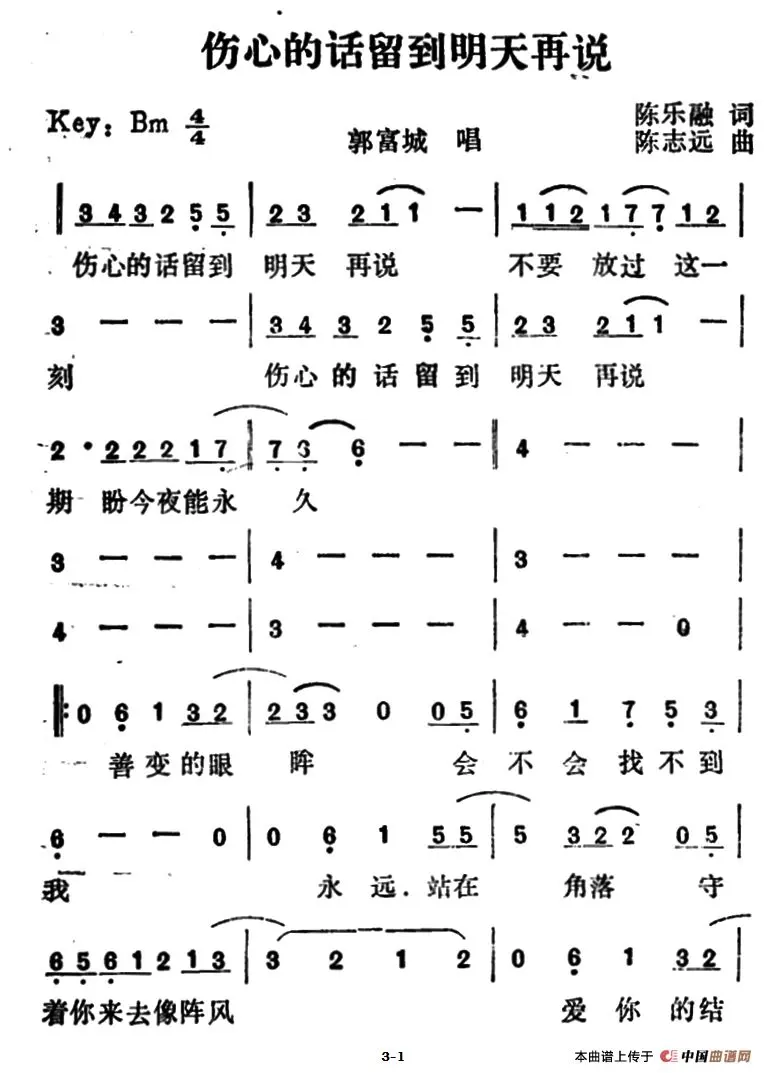 伤心的话留到明天再说
Key: Bm 4/4
郭富城 唱
陈乐融 词
陈志远 曲
3 4 3 2 5 5 | 2 3 2 1 1 — | 1 1 2 1 7 7 1 2 |
伤心的话留到 明天 再说 不要 放过 这一
3 — — — | 3 4 3 2 5 5 | 2 3 2 1 1 — |
刻 伤心的话留到 明天 再说
2 · 2 2 2 2 1 7 | 7 6 — — | 4 — — — |
期 盼今夜能永 久
3 — — — | 4 — — — | 3 — — — |
4 — — — | 3 — — — | 4 — — 0 |
0 6 1 3 2 | 2 3 3 0 0 5 | 6 1 7 5 3 |
善变的眼 眸 会 不会找不到
6 — — 0 | 0 6 1 5 5 | 5 3 2 2 0 5 |
我 永远.站在 角落 守
6 5 6 1 2 1 3 | 3 2 1 2 | 0 6 1 3 2 |
着你来去像阵风 爱你的结
3-1
本曲谱上传于 中国曲谱网